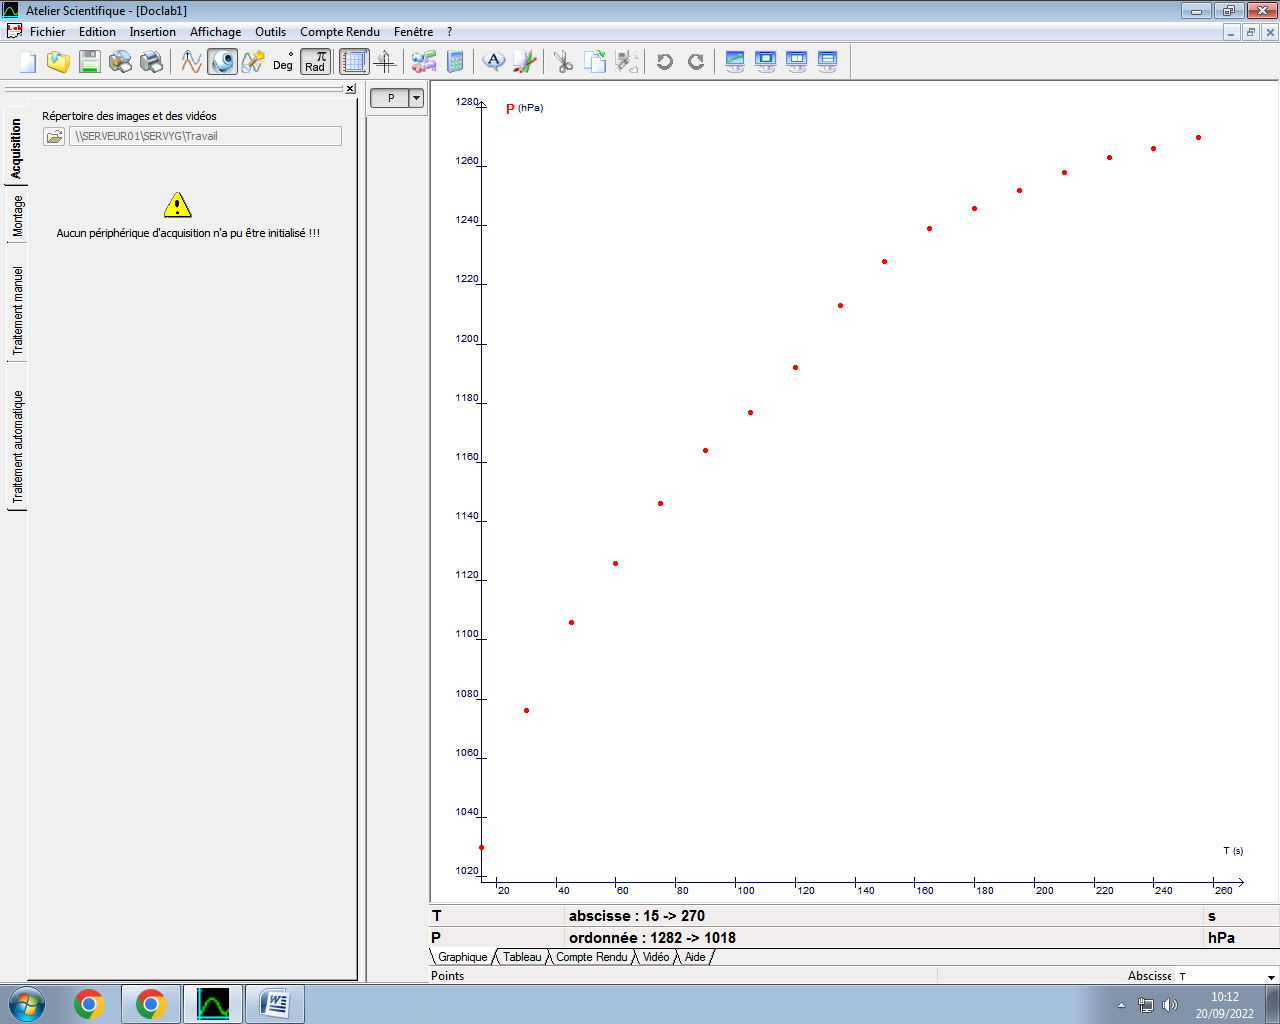 Atelier Scientifique - [Doclab1]
Fichier Edition Insertion Affichage Outils Compte Rendu Fenêtre ?
Deg ° π Rad
Acquisition
Montage
Traitement manuel
Traitement automatique
Répertoire des images et des vidéos
\\SERVEUR01\SERVYG\Travail
Aucun périphérique d'acquisition n'a pu être initialisé !!!
P
P (hPa)
1280
1260
1240
1220
1200
1180
1160
1140
1120
1100
1080
1060
1040
1020
T (s)
20 40 60 80 100 120 140 160 180 200 220 240 260
T abscisse : 15 -> 270 s
P ordonnée : 1282 -> 1018 hPa
Graphique Tableau Compte Rendu Vidéo Aide
Points Abscisse T
10:12
20/09/2022